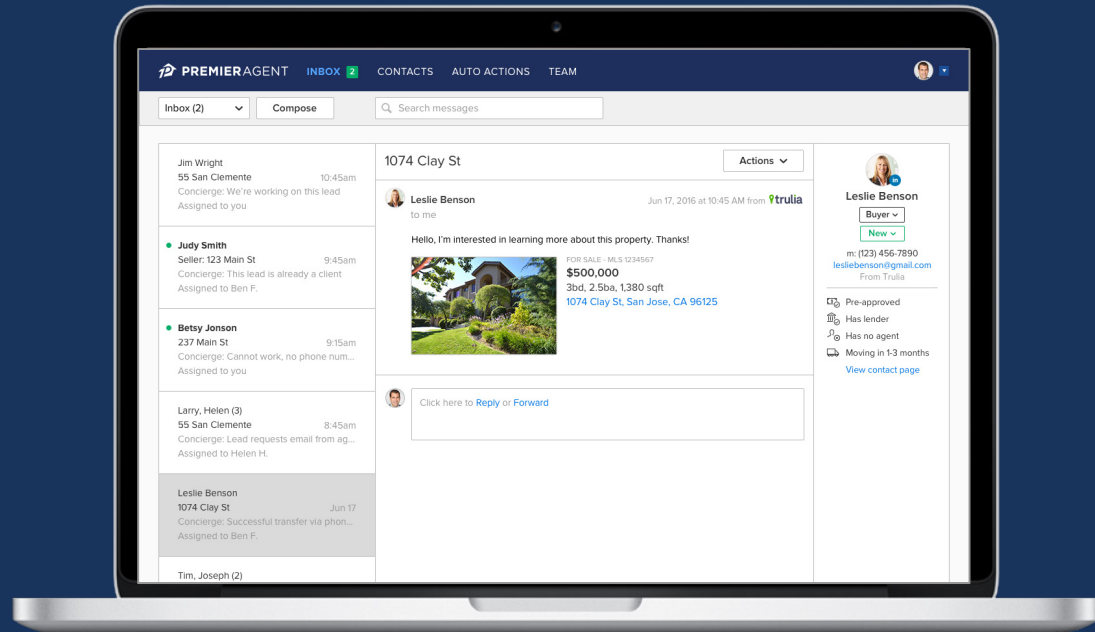 PREMIERAGENT INBOX 2 CONTACTS AUTO ACTIONS TEAM
Inbox (2) Compose Search messages
Jim Wright
55 San Clemente 10:45am
Concierge: We're working on this lead
Assigned to you
Judy Smith
Seller: 123 Main St 9:45am
Concierge: This lead is already a client
Assigned to Ben F.
Betsy Jonson
237 Main St 9:15am
Concierge: Cannot work, no phone num...
Assigned to you
Larry, Helen (3)
55 San Clemente 8:45am
Concierge: Lead requests email from ag...
Assigned to Helen H.
Leslie Benson
1074 Clay St Jun 17
Concierge: Successful transfer via phon...
Assigned to Ben F.
Tim, Joseph (2)
1074 Clay St Actions
Leslie Benson Jun 17, 2016 at 10:45 AM from trulia
to me
Hello, I'm interested in learning more about this property. Thanks!
FOR SALE - MLS 1234567
$500,000
3bd, 2.5ba, 1,380 sqft
1074 Clay St, San Jose, CA 96125
Click here to Reply or Forward
in
Leslie Benson
Buyer
New
m: (123) 456-7890
lesliebenson@gmail.com
From Trulia
Pre-approved
Has lender
Has no agent
Moving in 1-3 months
View contact page